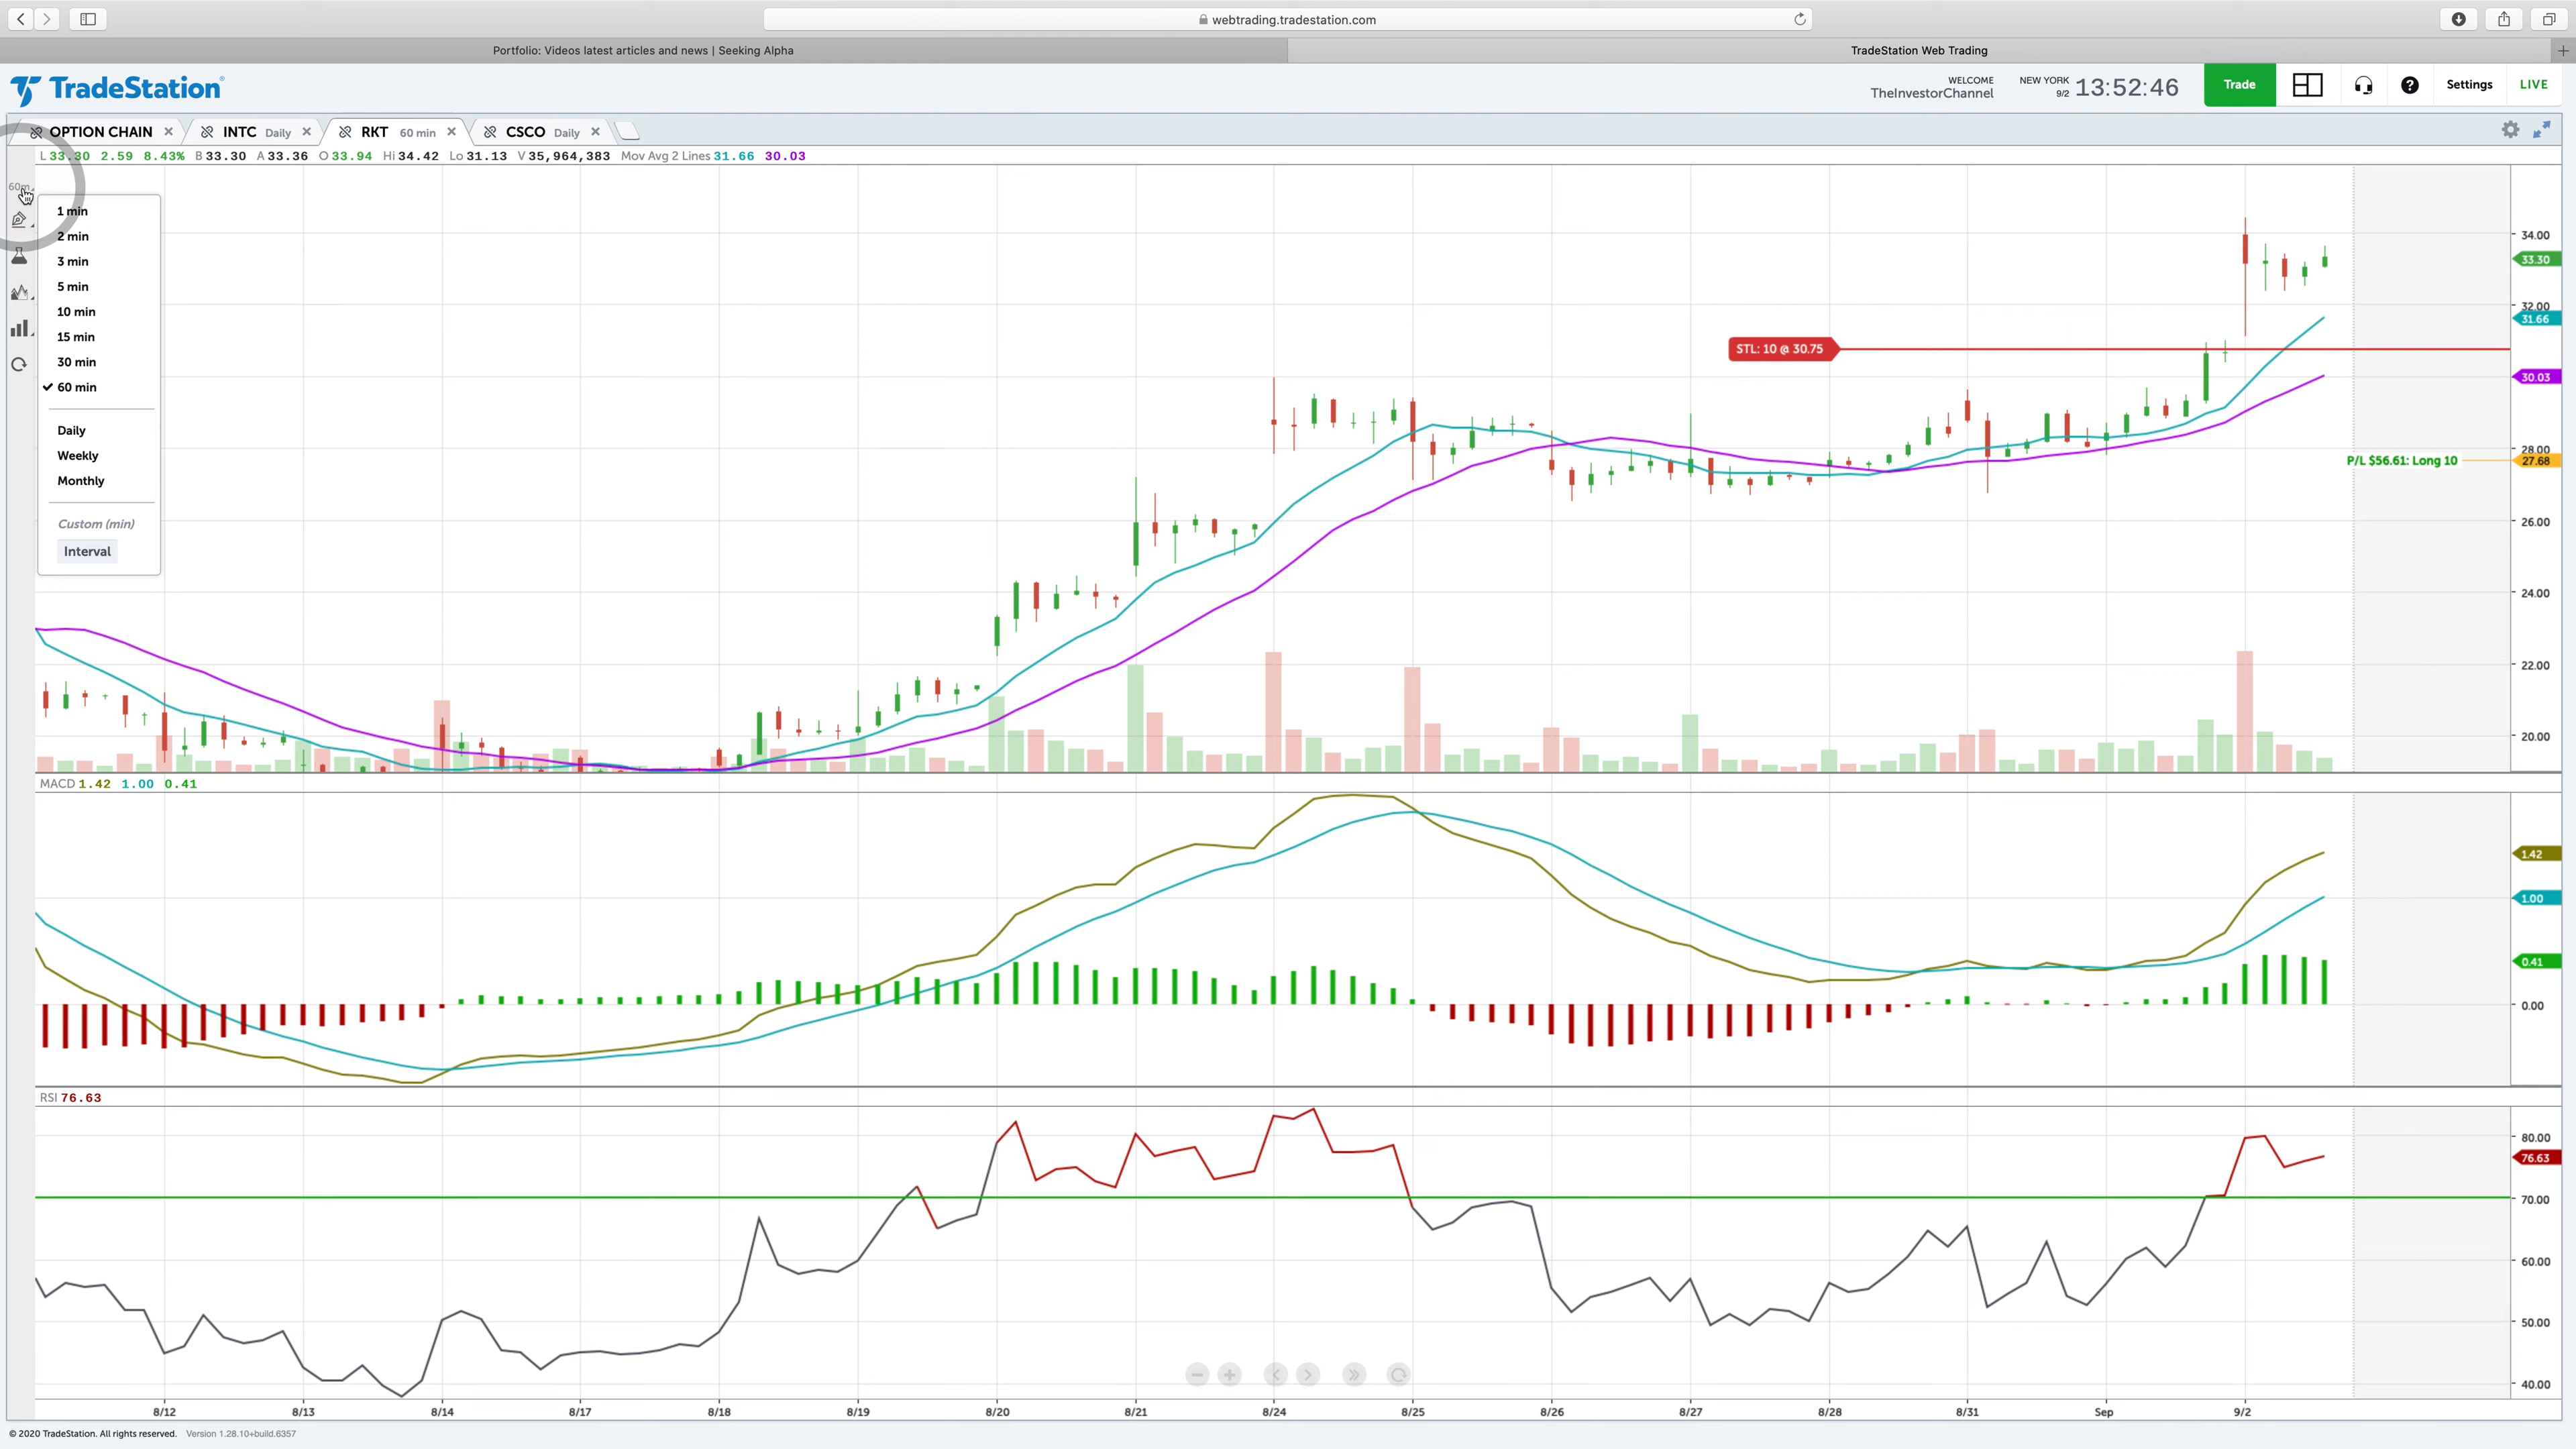 webtrading.tradestation.com
Portfolio: Videos latest articles and news | Seeking Alpha
TradeStation Web Trading
TradeStation
WELCOME
TheInvestorChannel
NEW YORK
9/2
13:52:46
Trade
Settings
LIVE
OPTION CHAIN
INTC Daily
RKT 60 min
CSCO Daily
L 33.30 2.59 8.43% B 33.30 A 33.36 O 33.94 Hi 34.42 Lo 31.13 V 35,964,383 Mov Avg 2 Lines 31.66 30.03
60m
1 min
2 min
3 min
5 min
10 min
15 min
30 min
60 min
Daily
Weekly
Monthly
Custom (min)
Interval
34.00
33.30
32.00
31.66
STL: 10 @ 30.75
30.03
28.00
P/L $56.61: Long 10
27.68
26.00
24.00
22.00
20.00
MACD 1.42 1.00 0.41
1.42
1.00
0.41
0.00
RSI 76.63
80.00
76.63
70.00
60.00
50.00
40.00
8/12 8/13 8/14 8/17 8/18 8/19 8/20 8/21 8/24 8/25 8/26 8/27 8/28 8/31 Sep 9/2
© 2020 TradeStation. All rights reserved. Version 1.28.10+build.6357